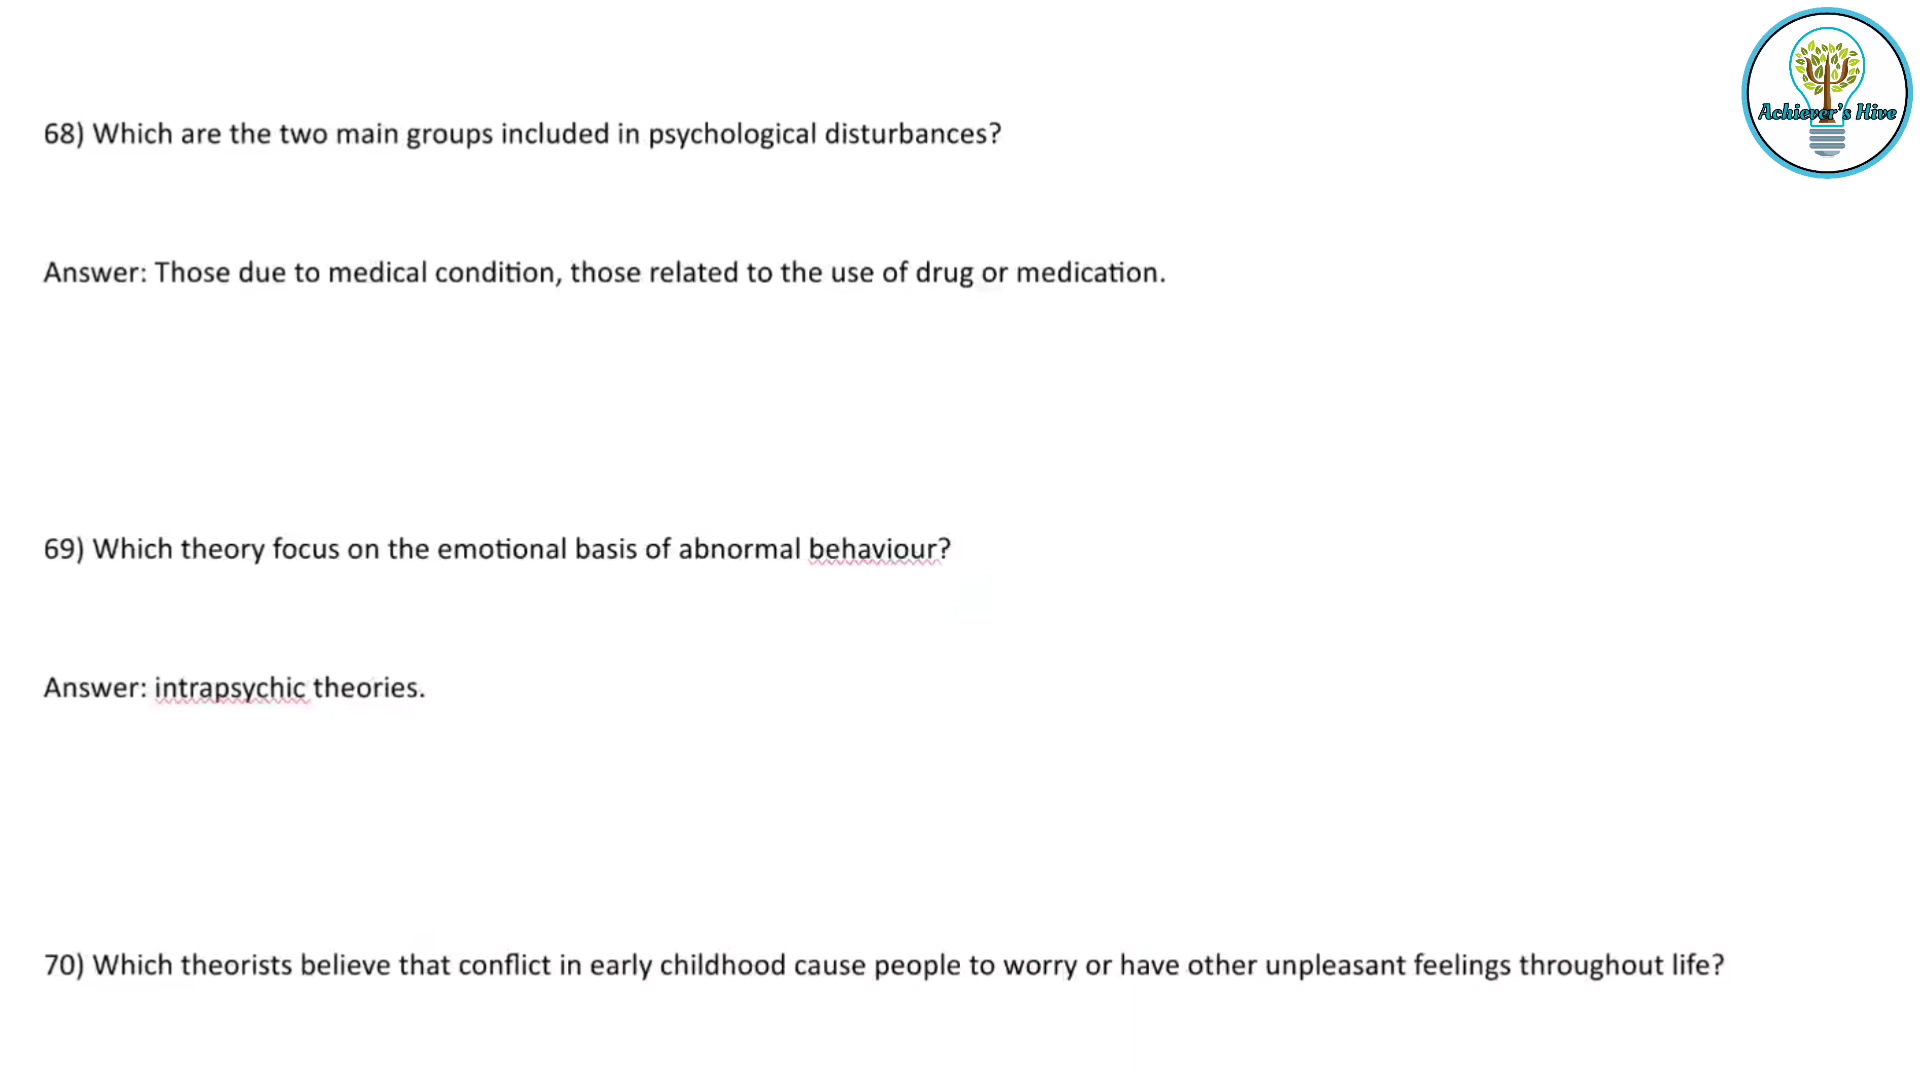 Achiever's Hive
68) Which are the two main groups included in psychological disturbances?
Answer: Those due to medical condition, those related to the use of drug or medication.
69) Which theory focus on the emotional basis of abnormal behaviour?
Answer: intrapsychic theories.
70) Which theorists believe that conflict in early childhood cause people to worry or have other unpleasant feelings throughout life?